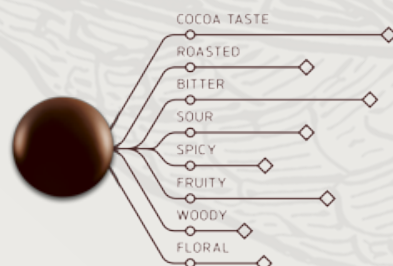 COCOA TASTE
ROASTED
BITTER
SOUR
SPICY
FRUITY
WOODY
FLORAL